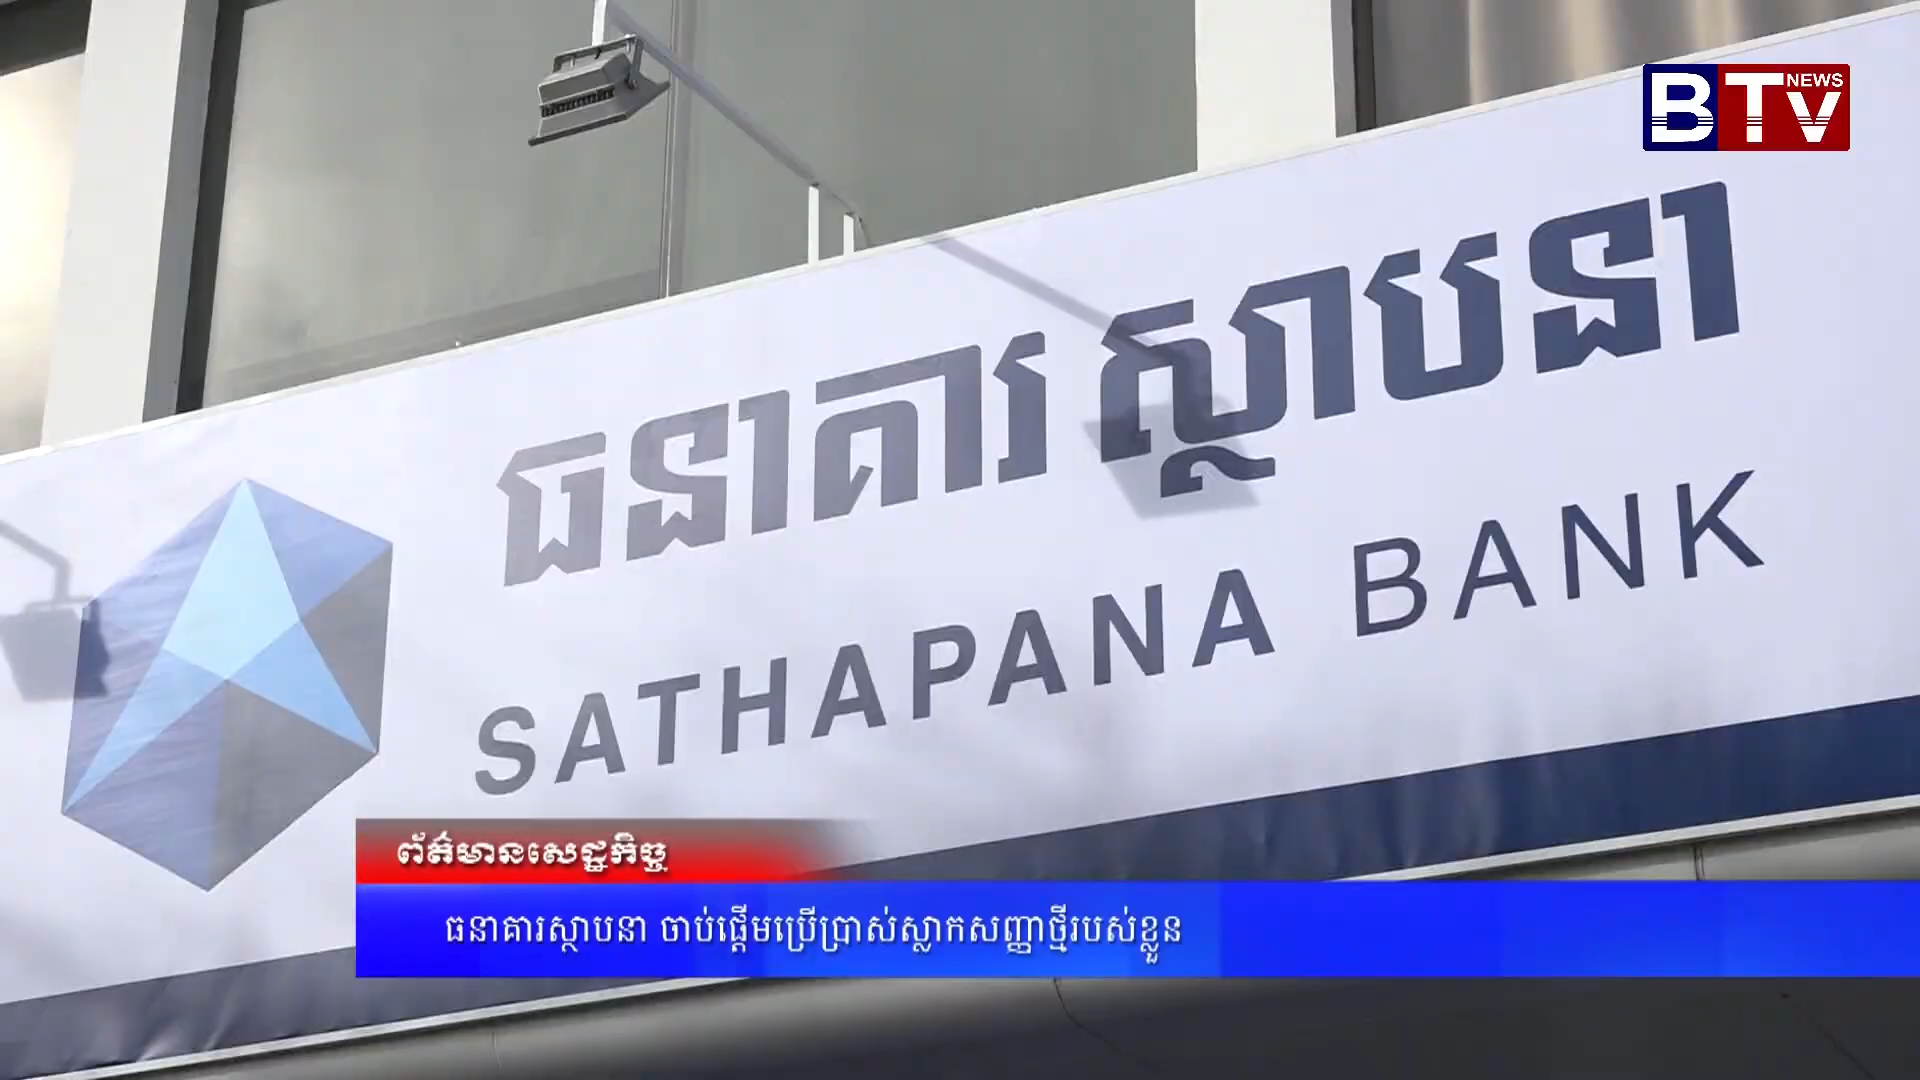 BTV NEWS
ធនាគារ ស្ថាបនា
SATHAPANA BANK
ព័ត៌មានសេដ្ឋកិច្ច
ធនាគារស្ថាបនា ចាប់ផ្ដើមប្រើប្រាស់ស្លាកសញ្ញាថ្មីរបស់ខ្លួន